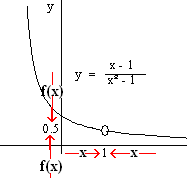 y
y = x - 1
x² - 1
f(x)
0.5
x 1 x
f(x)